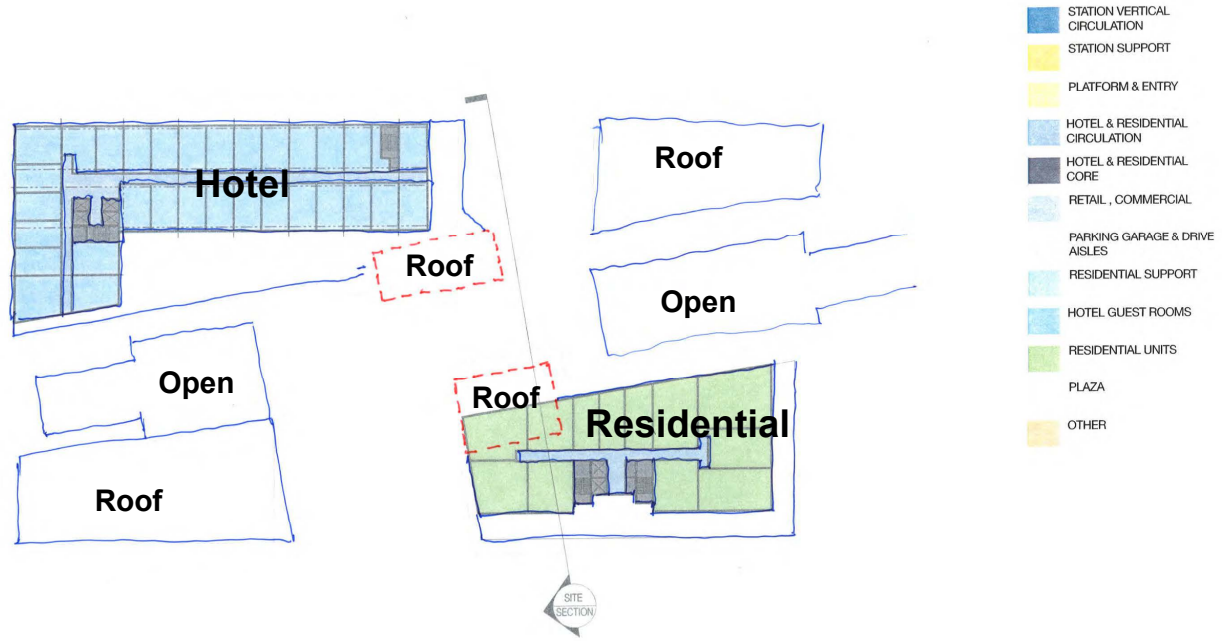 Hotel
Roof
Roof
Open
Open
Roof
Residential
Roof
SITE
SECTION
STATION VERTICAL
CIRCULATION
STATION SUPPORT
PLATFORM & ENTRY
HOTEL & RESIDENTIAL
CIRCULATION
HOTEL & RESIDENTIAL
CORE
RETAIL , COMMERCIAL
PARKING GARAGE & DRIVE
AISLES
RESIDENTIAL SUPPORT
HOTEL GUEST ROOMS
RESIDENTIAL UNITS
PLAZA
OTHER